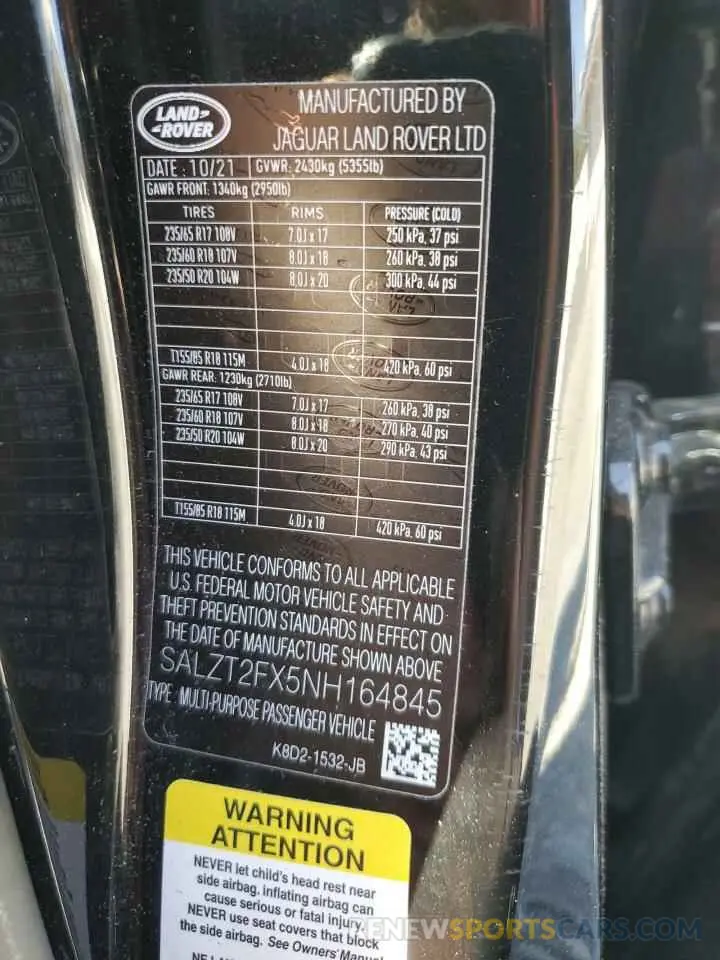 LAND-
-ROVER
MANUFACTURED BY
JAGUAR LAND ROVER LTD
DATE : 10/21 GVWR: 2430kg (5355lb)
GAWR FRONT: 1340kg (2950lb)
TIRES RIMS PRESSURE (COLD)
235/65 R17 108V 7.0J x 17 250 kPa, 37 psi
235/60 R18 107V 8.0J x 18 260 kPa, 38 psi
235/50 R20 104W 8.0J x 20 300 kPa, 44 psi
T155/85 R18 115M 4.0J x 18 420 kPa, 60 psi
GAWR REAR: 1230kg (2710lb)
235/65 R17 108V 7.0J x 17 260 kPa, 38 psi
235/60 R18 107V 8.0J x 18 270 kPa, 40 psi
235/50 R20 104W 8.0J x 20 290 kPa, 43 psi
T155/85 R18 115M 4.0J x 18 420 kPa, 60 psi
THIS VEHICLE CONFORMS TO ALL APPLICABLE
U.S. FEDERAL MOTOR VEHICLE SAFETY AND
THEFT PREVENTION STANDARDS IN EFFECT ON
THE DATE OF MANUFACTURE SHOWN ABOVE
SALZT2FX5NH164845
TYPE : MULTI-PURPOSE PASSENGER VEHICLE
K8D2-1532-JB
WARNING
ATTENTION
NEVER let child's head rest near
side airbag, inflating airbag can
cause serious or fatal injury.
NEVER use seat covers that block
the side airbag. See Owners Manual
RENEWSPORTSCARS.COM